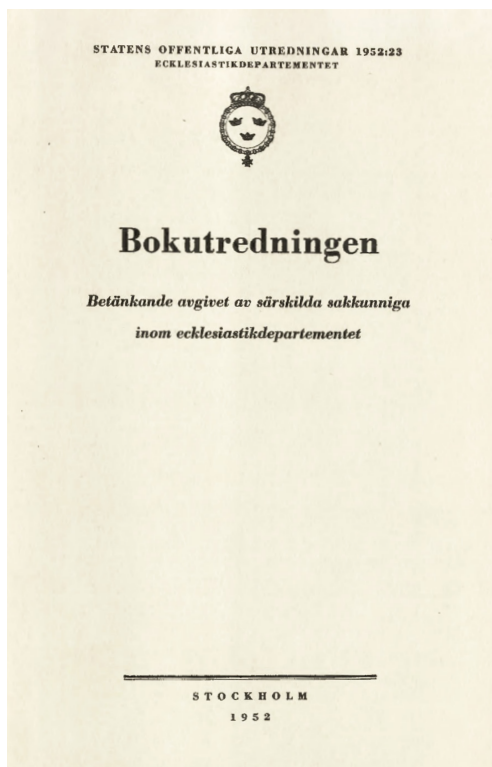 STATENS OFFENTLIGA UTREDNINGAR 1952:23
ECKLESIASTIKDEPARTEMENTET
Bokutredningen
Betänkande avgivet av särskilda sakkunniga
inom ecklesiastikdepartementet
STOCKHOLM
1952